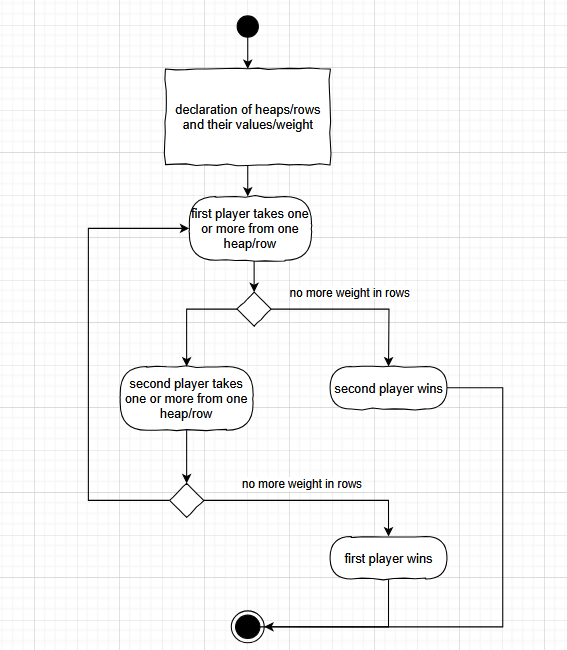 declaration of heaps/rows
and their values/weight
first player takes one
or more from one
heap/row
no more weight in rows
second player takes
one or more from one
heap/row
second player wins
no more weight in rows
first player wins